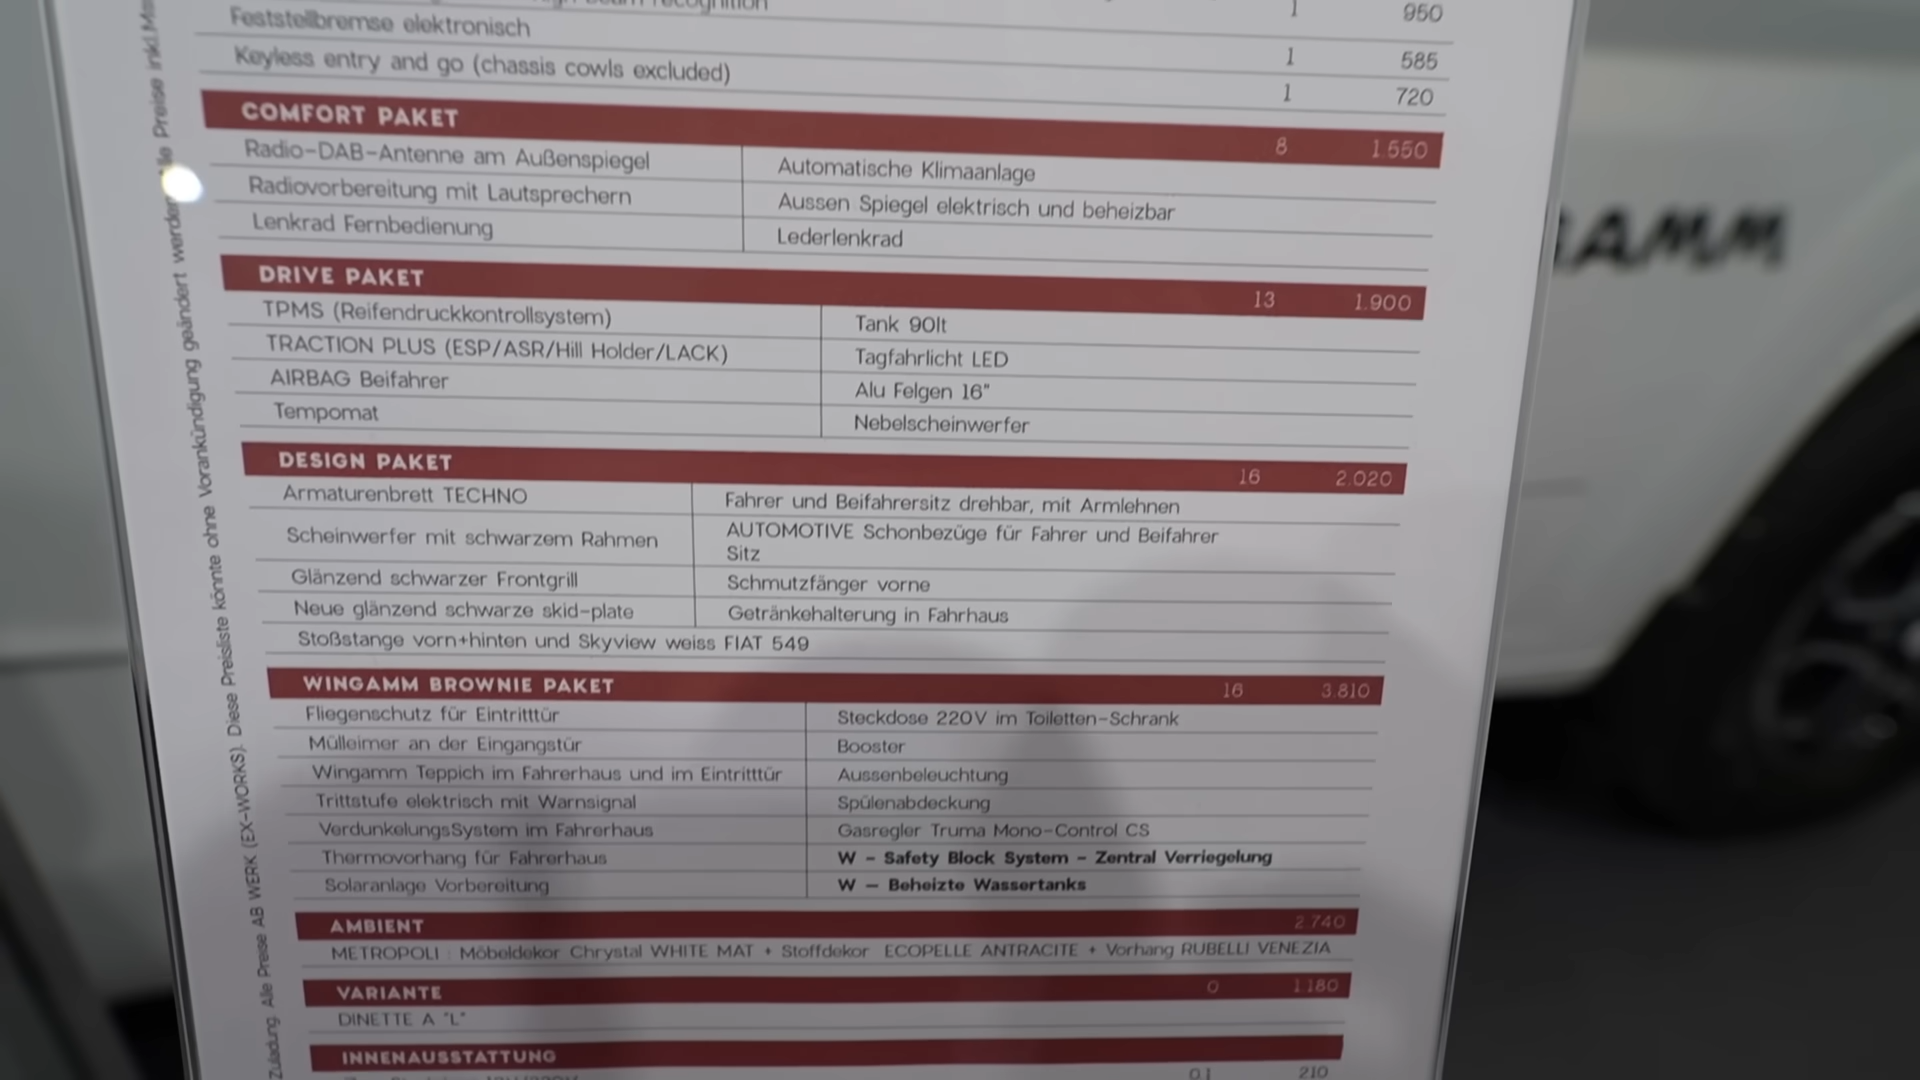 recognition 1 950
Feststellbremse elektronisch 1 585
Keyless entry and go (chassis cowls excluded) 1 720
COMFORT PAKET 8 1.550
Radio-DAB-Antenne am Außenspiegel Automatische Klimaanlage
Radiovorbereitung mit Lautsprechern Aussen Spiegel elektrisch und beheizbar
Lenkrad Fernbedienung Lederlenkrad
DRIVE PAKET 13 1.900
TPMS (Reifendruckkontrollsystem) Tank 90lt
TRACTION PLUS (ESP/ASR/Hill Holder/LACK) Tagfahrlicht LED
AIRBAG Beifahrer Alu Felgen 16"
Tempomat Nebelscheinwerfer
DESIGN PAKET 16 2.020
Armaturenbrett TECHNO Fahrer und Beifahrersitz drehbar, mit Armlehnen
Scheinwerfer mit schwarzem Rahmen AUTOMOTIVE Schonbezüge für Fahrer und Beifahrer
Sitz
Glänzend schwarzer Frontgrill Schmutzfänger vorne
Neue glänzend schwarze skid-plate Getränkehalterung in Fahrhaus
Stoßstange vorn+hinten und Skyview weiss FIAT 549
WINGAMM BROWNIE PAKET 16 3.810
Fliegenschutz für Eintritttür Steckdose 220V im Toiletten-Schrank
Mülleimer an der Eingangstür Booster
Wingamm Teppich im Fahrerhaus und im Eintritttür Aussenbeleuchtung
Trittstufe elektrisch mit Warnsignal Spülenabdeckung
VerdunkelungsSystem im Fahrerhaus Gasregler Truma Mono-Control CS
Thermovorhang für Fahrerhaus W - Safety Block System - Zentral Verriegelung
Solaranlage Vorbereitung W - Beheizte Wassertanks
AMBIENT 2.740
METROPOLI : Möbeldekor Chrystal WHITE MAT + Stoffdekor ECOPELLE ANTRACITE + Vorhang RUBELLI VENEZIA
VARIANTE 0 1.180
DINETTE A "L"
INNENAUSSTATTUNG
0.1 210
Zuladung. Alle Preise AB WERK (EX-WORKS). Diese Preisliste könnte ohne Vorankündigung geändert werden. Alle Preise inkl.
GAMM